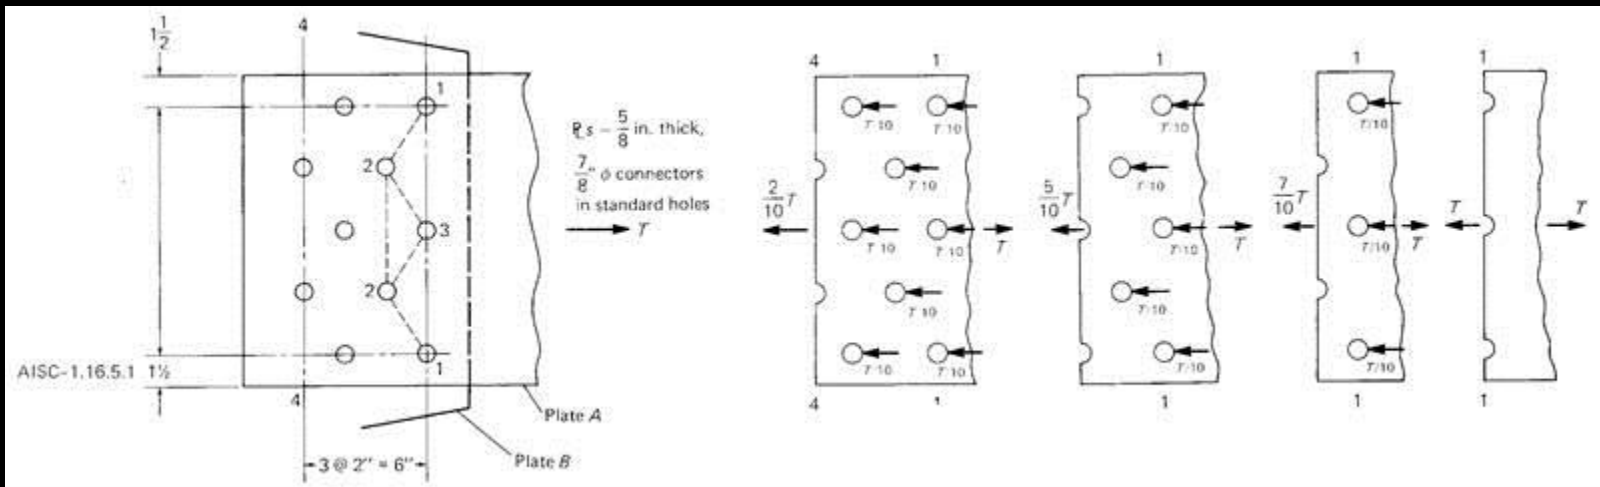 1 1/2
4
1
2
3
2
1
4
AISC-1.16.5.1 1½
3 @ 2" = 6"
Plate A
Plate B
℄s – 5/8 in. thick,
7/8" ϕ connectors
in standard holes
T
4 1
T 10 T/10
T 10
2/10 T
T 10 T/10 T
T 10
T 10 T/10
4 1
1
T/10
T 10
5/10 T
T/10 T
T/10
T/10
1
1
T/10
7/10 T
T/10 T
T/10
1
1
T T
1